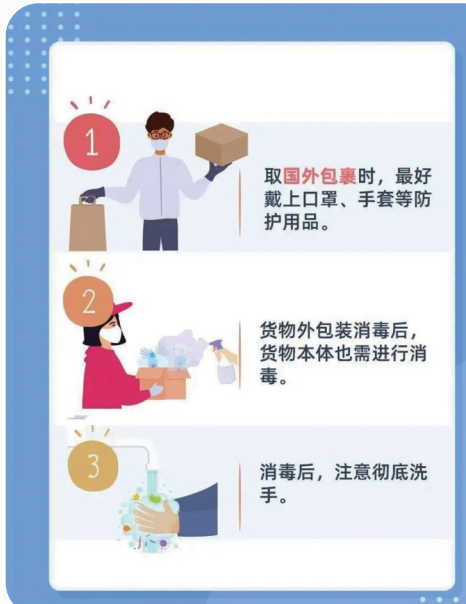 1
取国外包裹时，最好
戴上口罩、手套等防
护用品。
2
货物外包装消毒后，
货物本体也需进行消
毒。
3
消毒后，注意彻底洗
手。